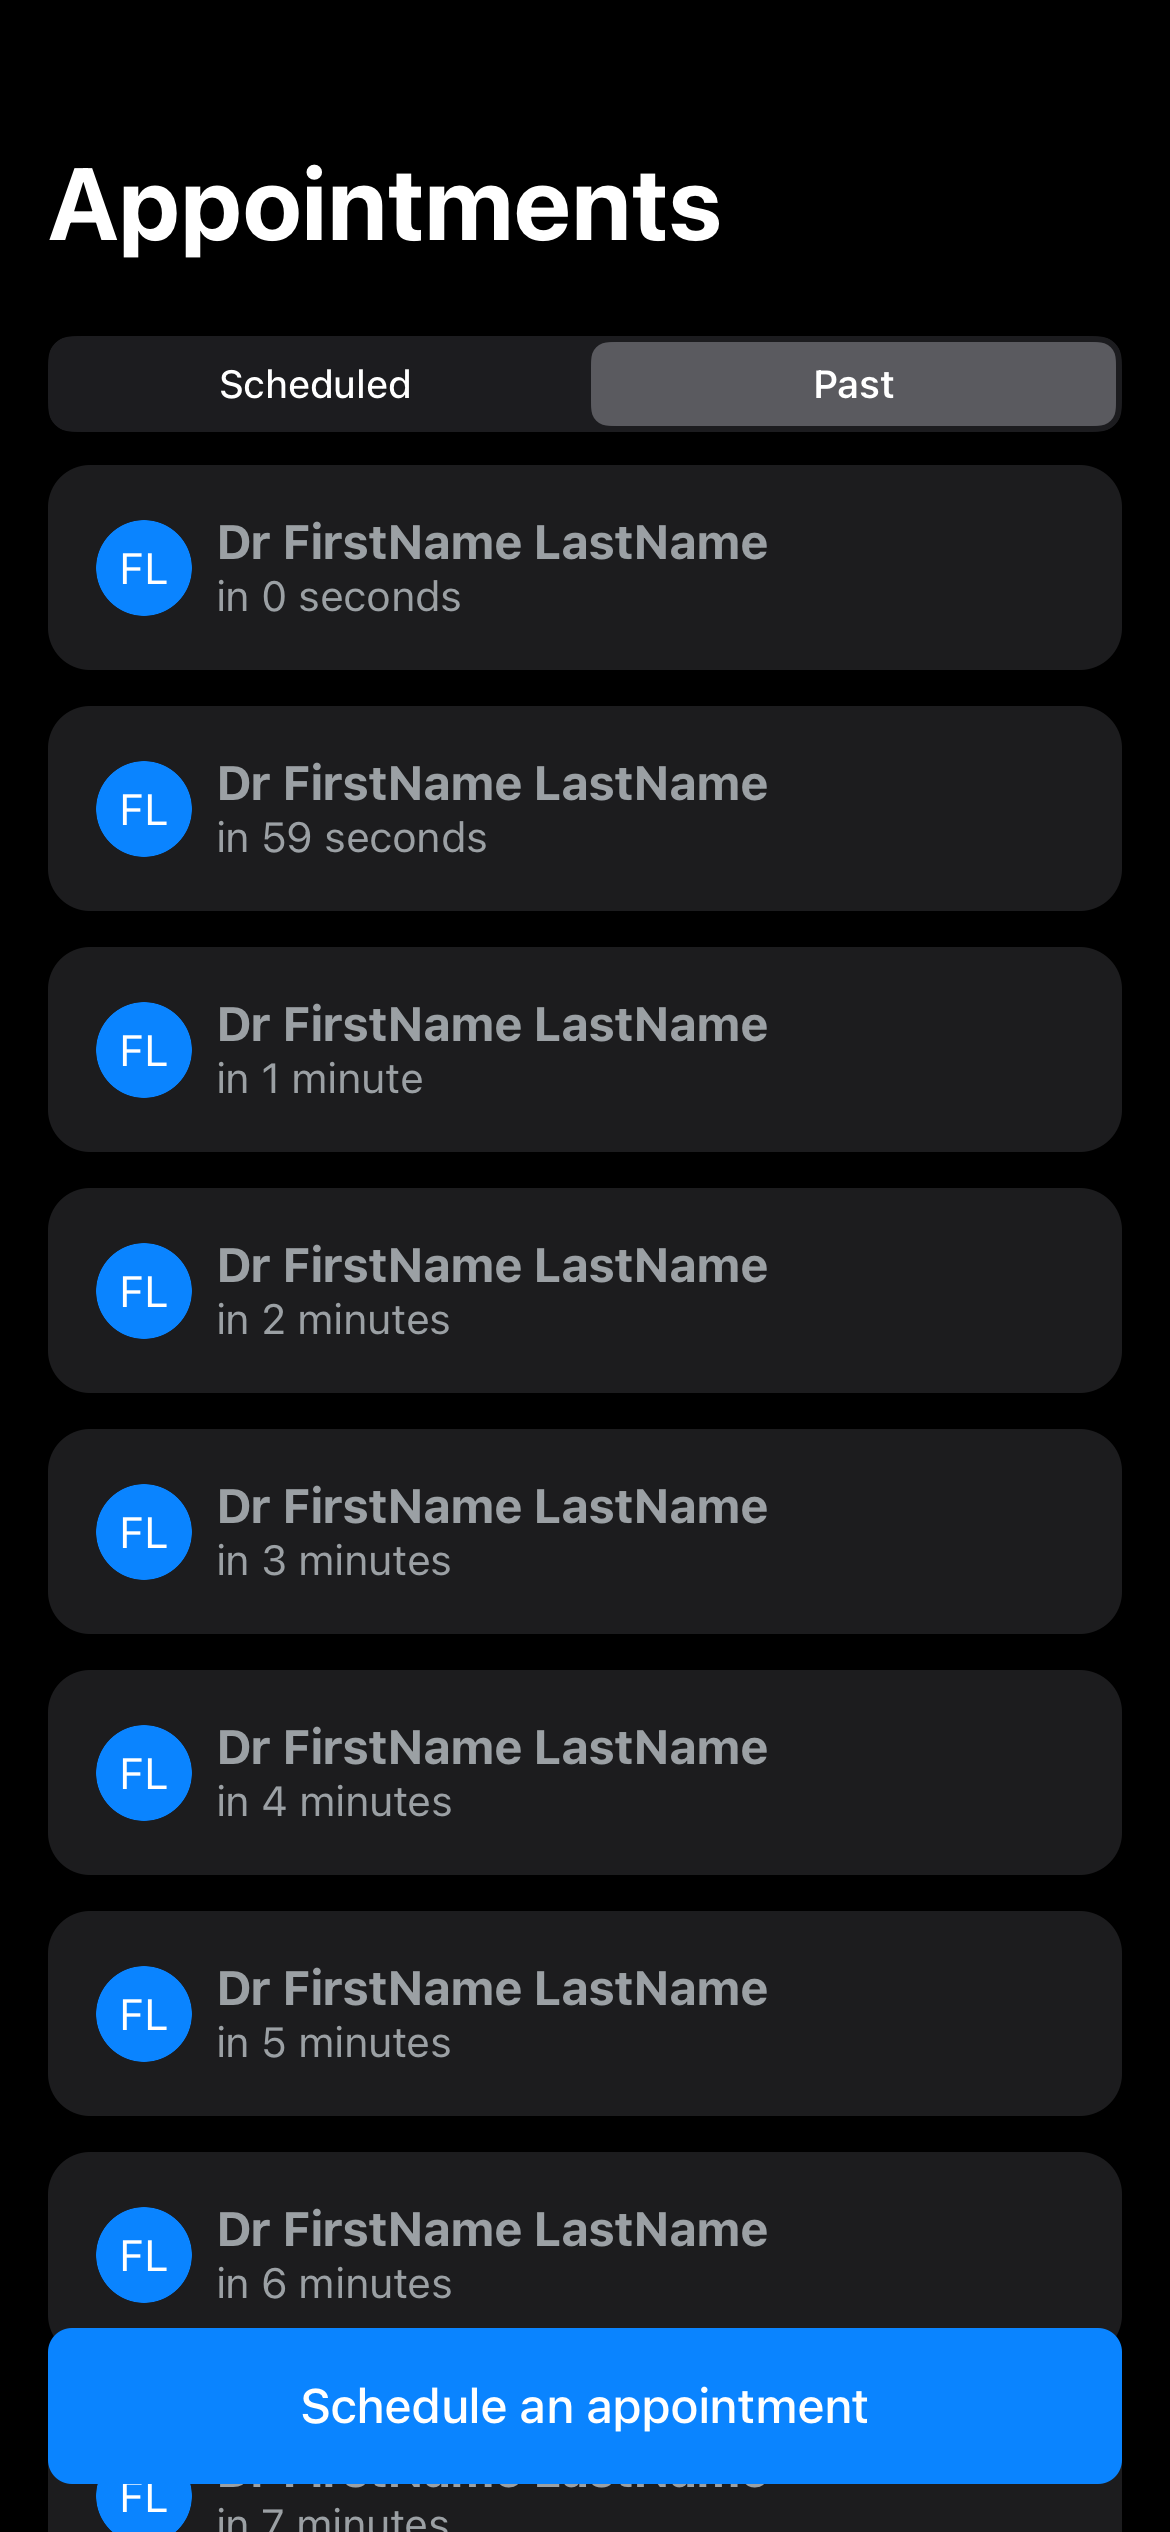 Appointments
Scheduled
Past
FL
Dr FirstName LastName
in 0 seconds
FL
Dr FirstName LastName
in 59 seconds
FL
Dr FirstName LastName
in 1 minute
FL
Dr FirstName LastName
in 2 minutes
FL
Dr FirstName LastName
in 3 minutes
FL
Dr FirstName LastName
in 4 minutes
FL
Dr FirstName LastName
in 5 minutes
FL
Dr FirstName LastName
in 6 minutes
Schedule an appointment
FL
in 7 minutes